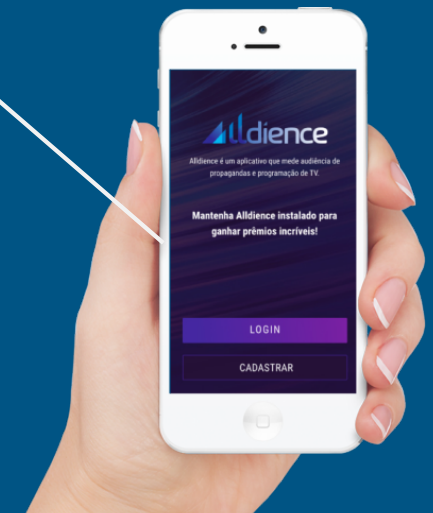 Alldience
Alldience é um aplicativo que mede audiência de
propagandas e programação de TV.
Mantenha Alldience instalado para
ganhar prêmios incríveis!
LOGIN
CADASTRAR